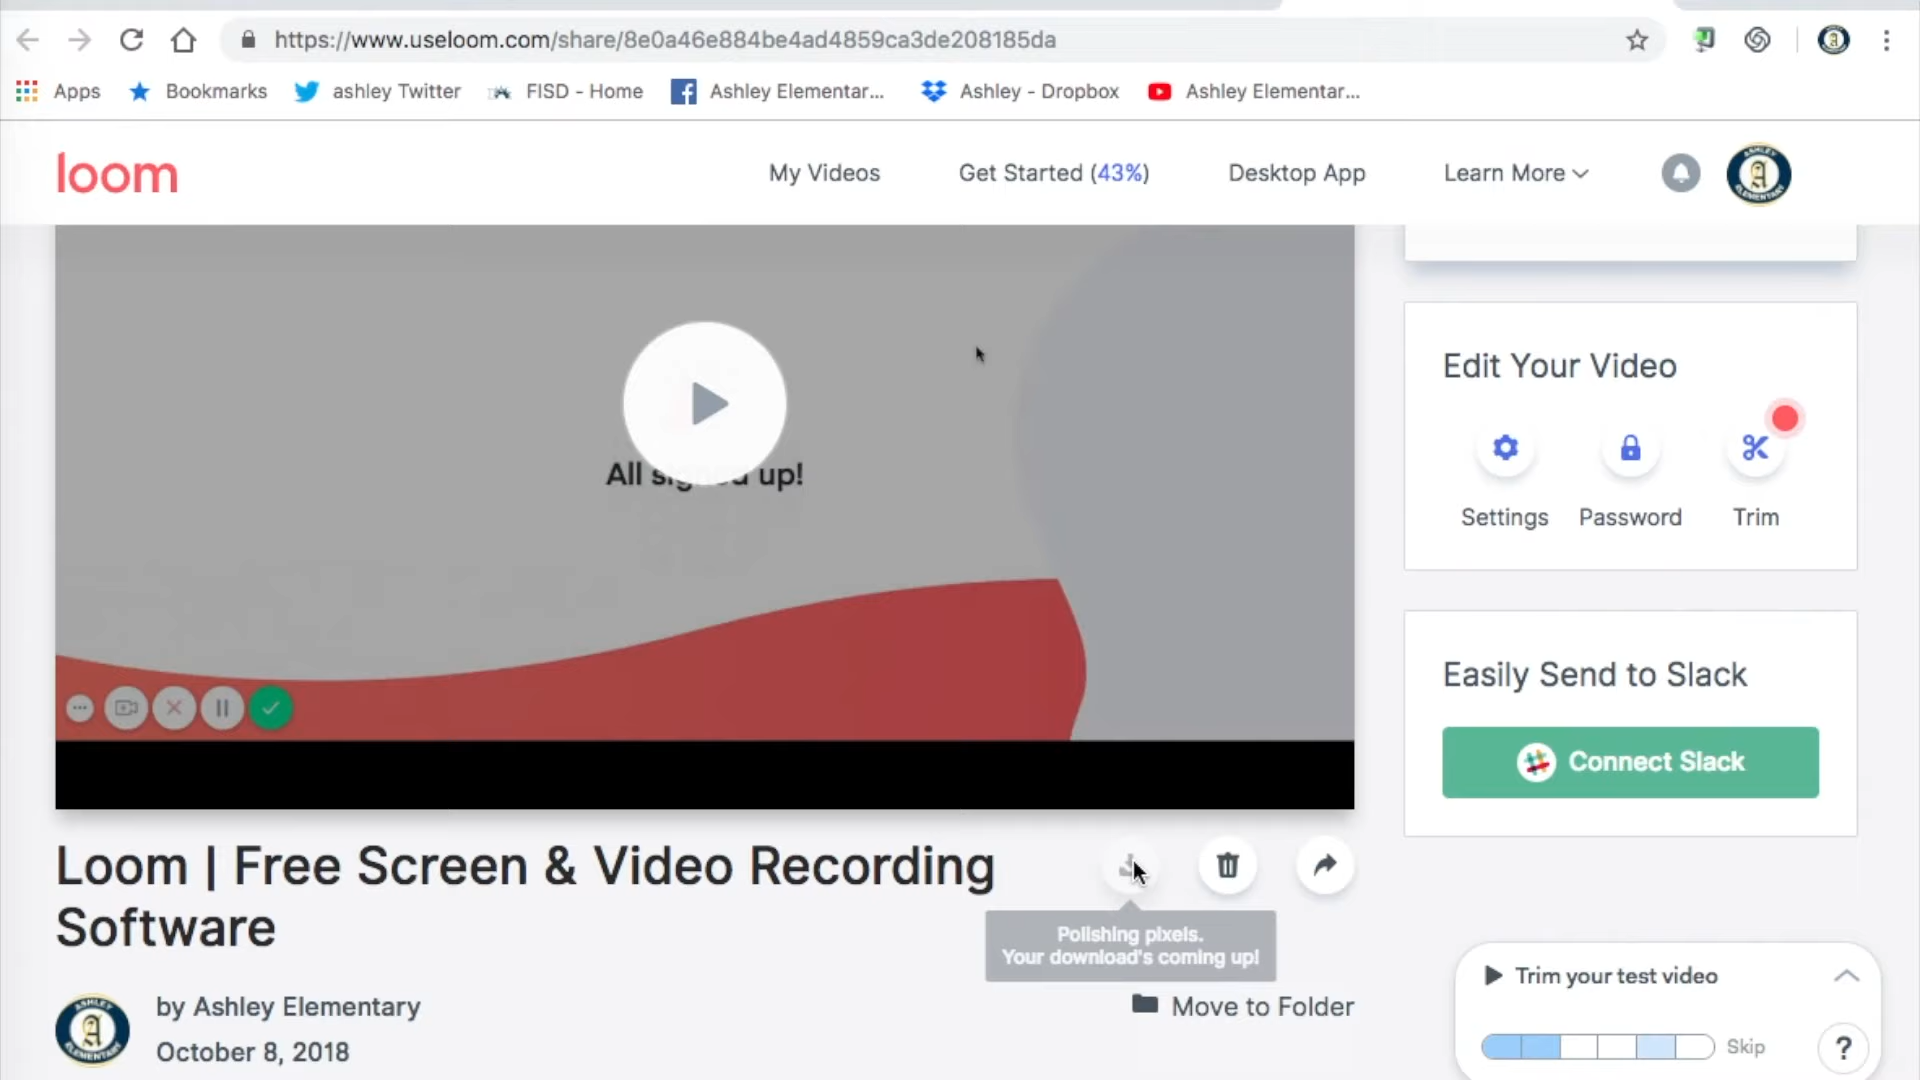 https://www.useloom.com/share/8e0a46e884be4ad4859ca3de208185da
Apps Bookmarks ashley Twitter FISD - Home Ashley Elementar... Ashley - Dropbox Ashley Elementar...
loom My Videos Get Started (43%) Desktop App Learn More
All signed up!
Edit Your Video
Settings Password Trim
Easily Send to Slack
Connect Slack
Loom | Free Screen & Video Recording
Software
Polishing pixels.
Your download's coming up!
by Ashley Elementary
October 8, 2018
Move to Folder
Trim your test video
Skip ?